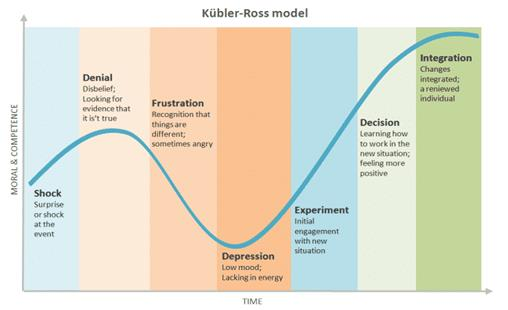 Kübler-Ross model
MORAL & COMPETENCE
Shock
Surprise
or shock
at the
event
Denial
Disbelief;
Looking for
evidence that
it is't true
Frustration
Recognition that
things are
different;
sometimes angry
Depression
Low mood;
Lacking in energy
Experiment
Initial
engagement
with new
situation
Decision
Learning how
to work in the
new situation;
feeling more
positive
Integration
Changes
integrated;
a reniewed
individual
TIME